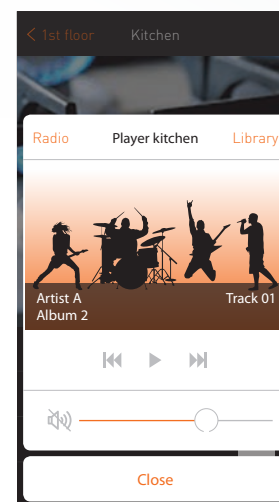 < 1st floor Kitchen
Radio Player kitchen Library
Artist A Track 01
Album 2
Close